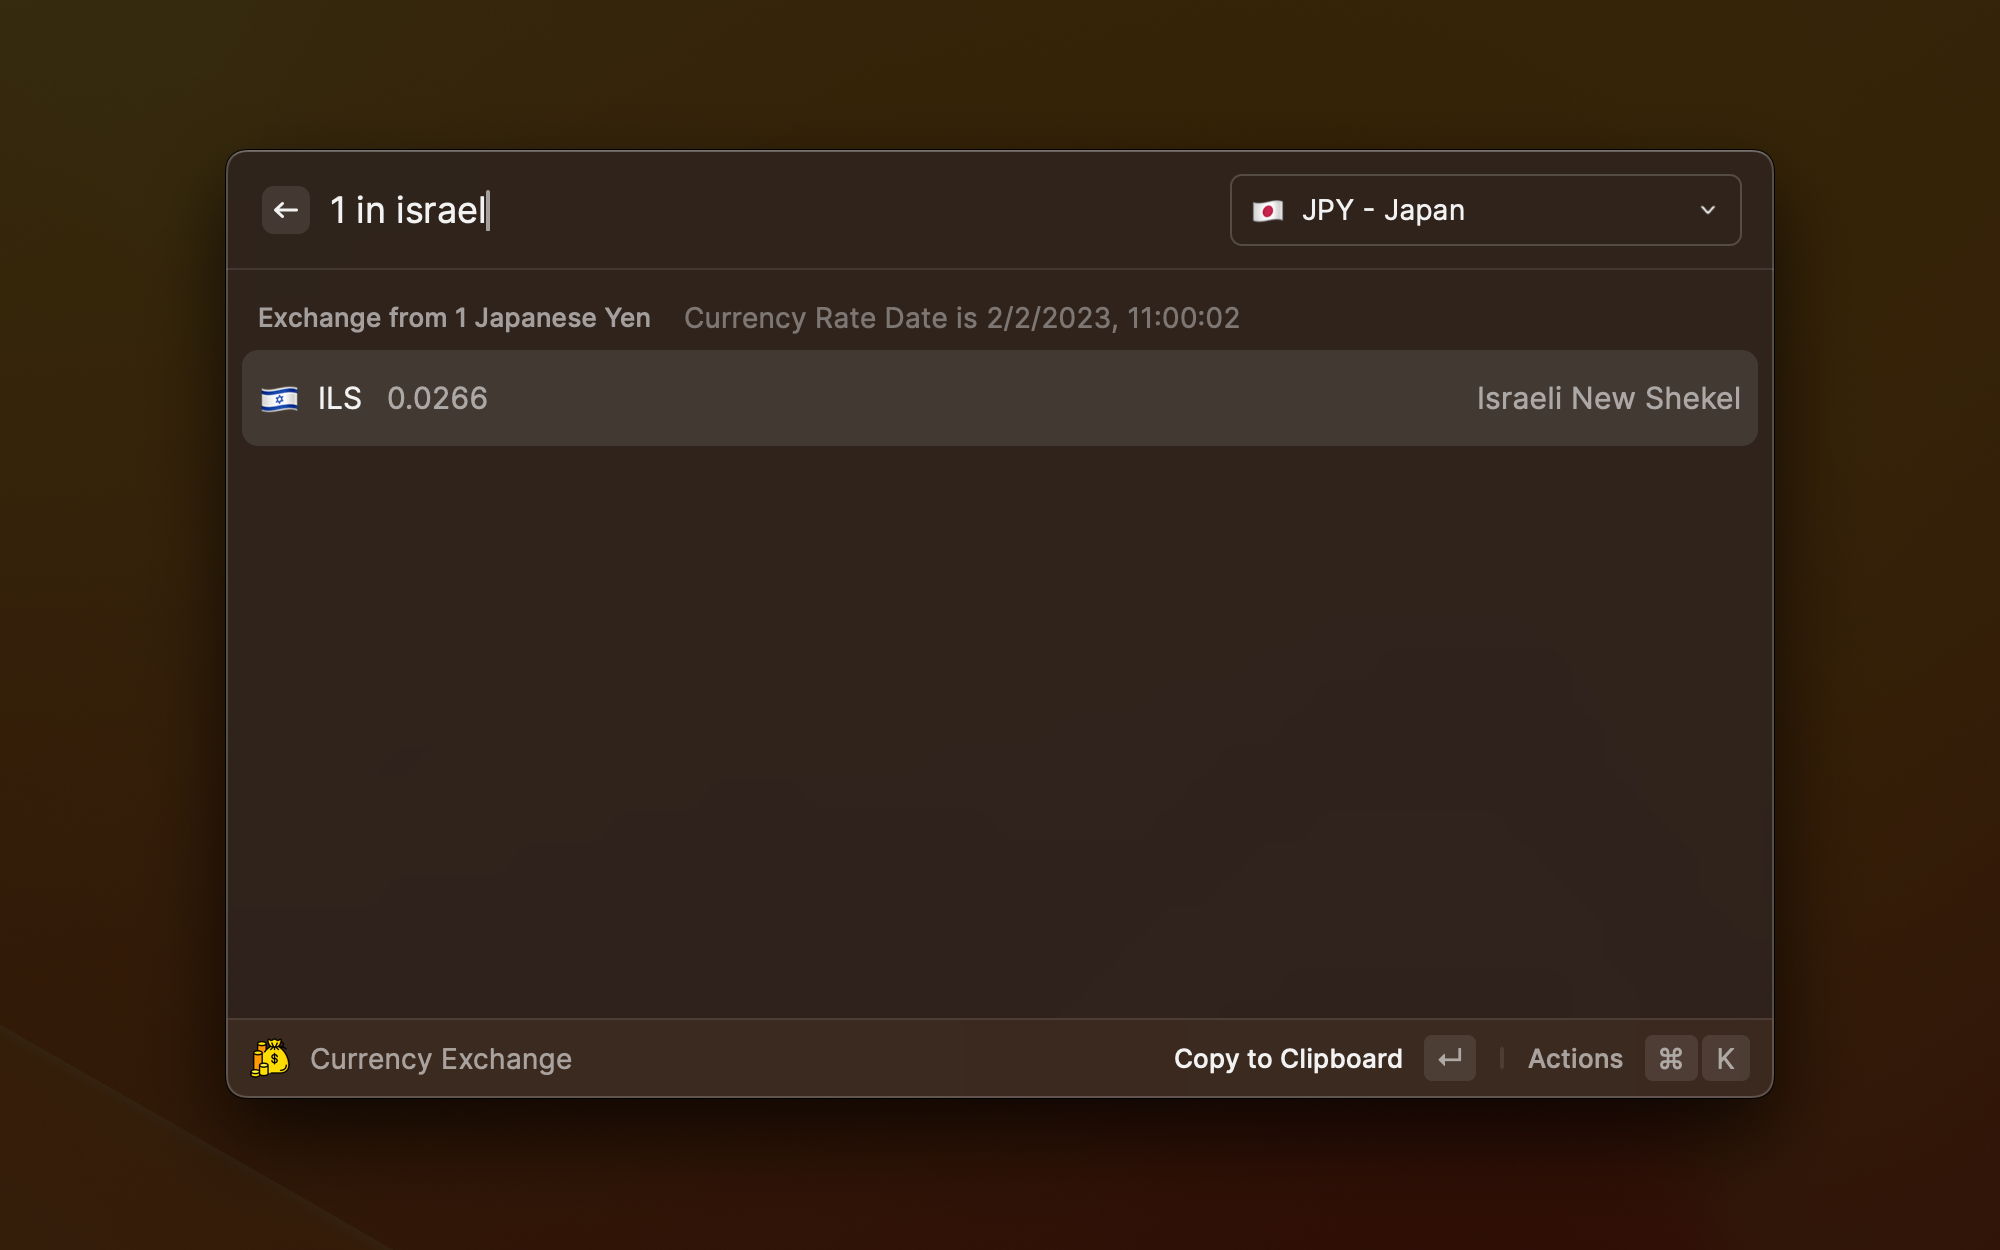 1 in israel
JPY - Japan
Exchange from 1 Japanese Yen Currency Rate Date is 2/2/2023, 11:00:02
ILS 0.0266 Israeli New Shekel
Currency Exchange
Copy to Clipboard
Actions ⌘ K